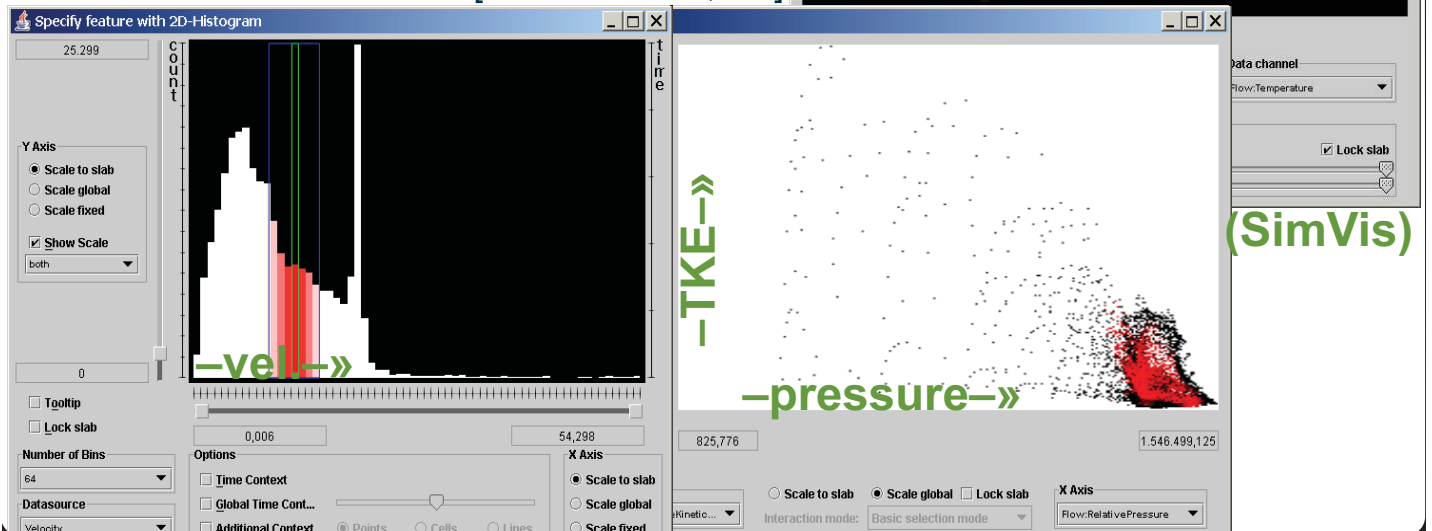 Specify feature with 2D-Histogram
25.299
count
time
Y Axis
Scale to slab
Scale global
Scale fixed
Show Scale
both
0
–vel.–»
Tooltip
Lock slab
0,006
54,298
Number of Bins
64
Datasource
Velocity
Options
Time Context
Global Time Cont...
Additional Context
Points
Cells
Lines
X Axis
Scale to slab
Scale global
Scale fixed
–TKE–»
–pressure–»
825,776
1.546.499,125
eKinetic...
Scale to slab
Scale global
Lock slab
Interaction mode:
Basic selection mode
X Axis
Flow:RelativePressure
Data channel
Flow:Temperature
Lock slab
(SimVis)